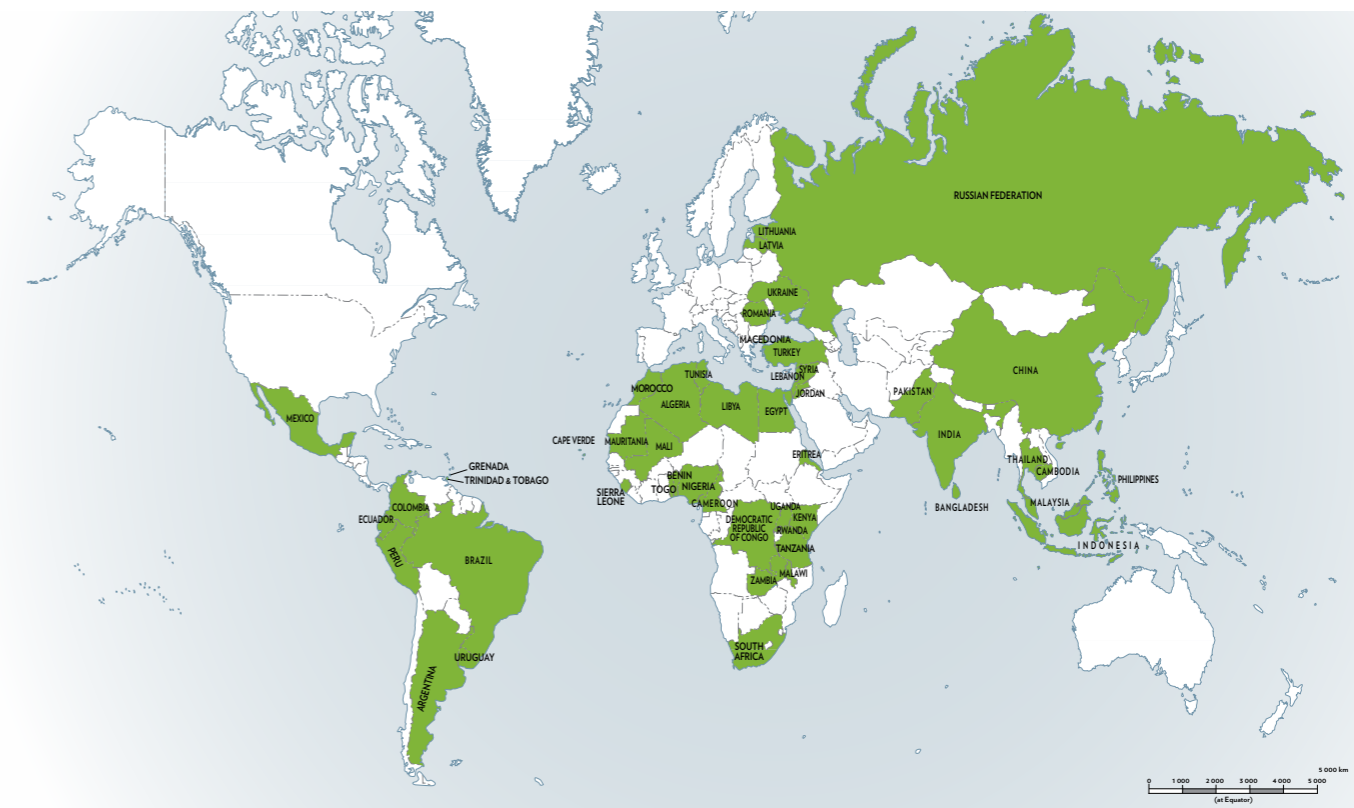 RUSSIAN FEDERATION
LITHUANIA
LATVIA
UKRAINE
ROMANIA
MACEDONIA
TURKEY
SYRIA
LEBANON
JORDAN
CHINA
PAKISTAN
INDIA
TUNISIA
MOROCCO
ALGERIA
LIBYA
EGYPT
MEXICO
CAPE VERDE
MAURITANIA
MALI
ERITREA
GRENADA
TRINIDAD & TOBAGO
BENIN
NIGERIA
TOGO
SIERRA
LEONE
CAMEROON
THAILAND
CAMBODIA
PHILIPPINES
BANGLADESH
MALAYSIA
INDONESIA
COLOMBIA
ECUADOR
PERU
BRAZIL
UGANDA
KENYA
DEMOCRATIC
REPUBLIC
OF CONGO
RWANDA
TANZANIA
MALAWI
ZAMBIA
SOUTH
AFRICA
URUGUAY
ARGENTINA
5 000 km
0 1 000 2 000 3 000 4 000 5 000
(at Equator)